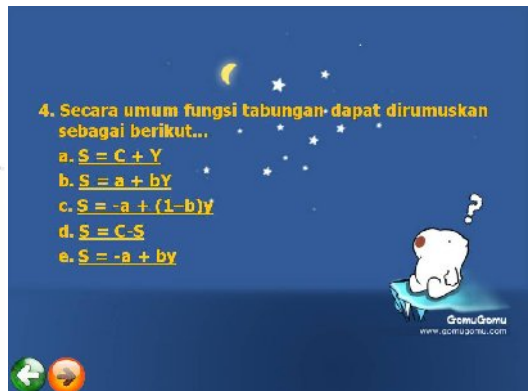 4. Secara umum fungsi tabungan dapat dirumuskan
sebagai berikut...
a. S = C + Y
b. S = a + bY
c. S = -a + (1-b)y
d. S = C-S
e. S = -a + by
?
GomuGomu
www.gomugomu.com